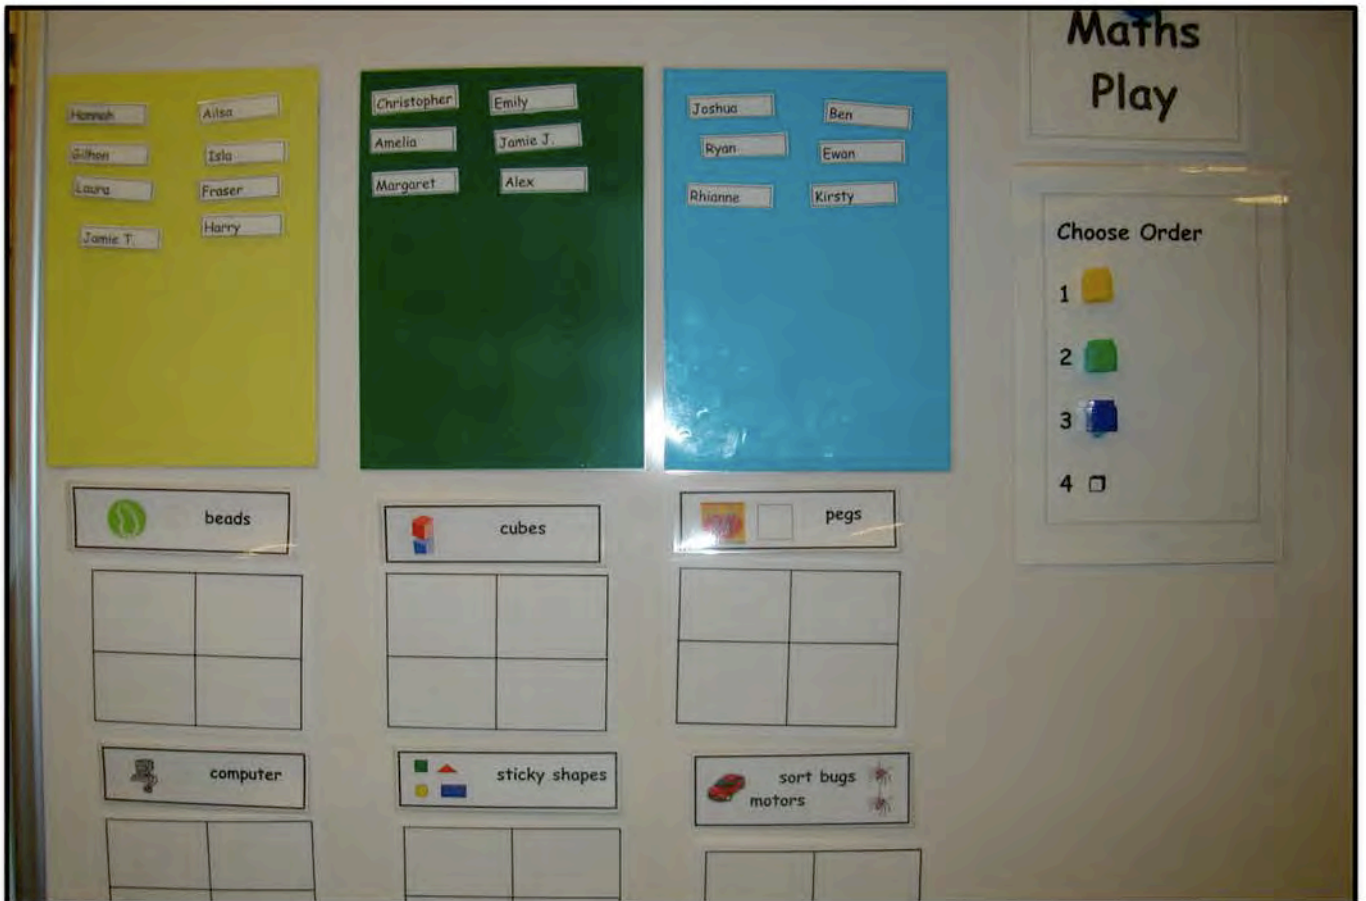 Maths
Play
Hannah
Ailsa
Isla
Laura
Fraser
Jamie T.
Harry
Christopher
Emily
Amelia
Jamie J.
Margaret
Alex
Joshua
Ben
Ryan
Ewan
Rhianne
Kirsty
Choose Order
1
2
3
4
beads
cubes
pegs
computer
sticky shapes
sort bugs
motors